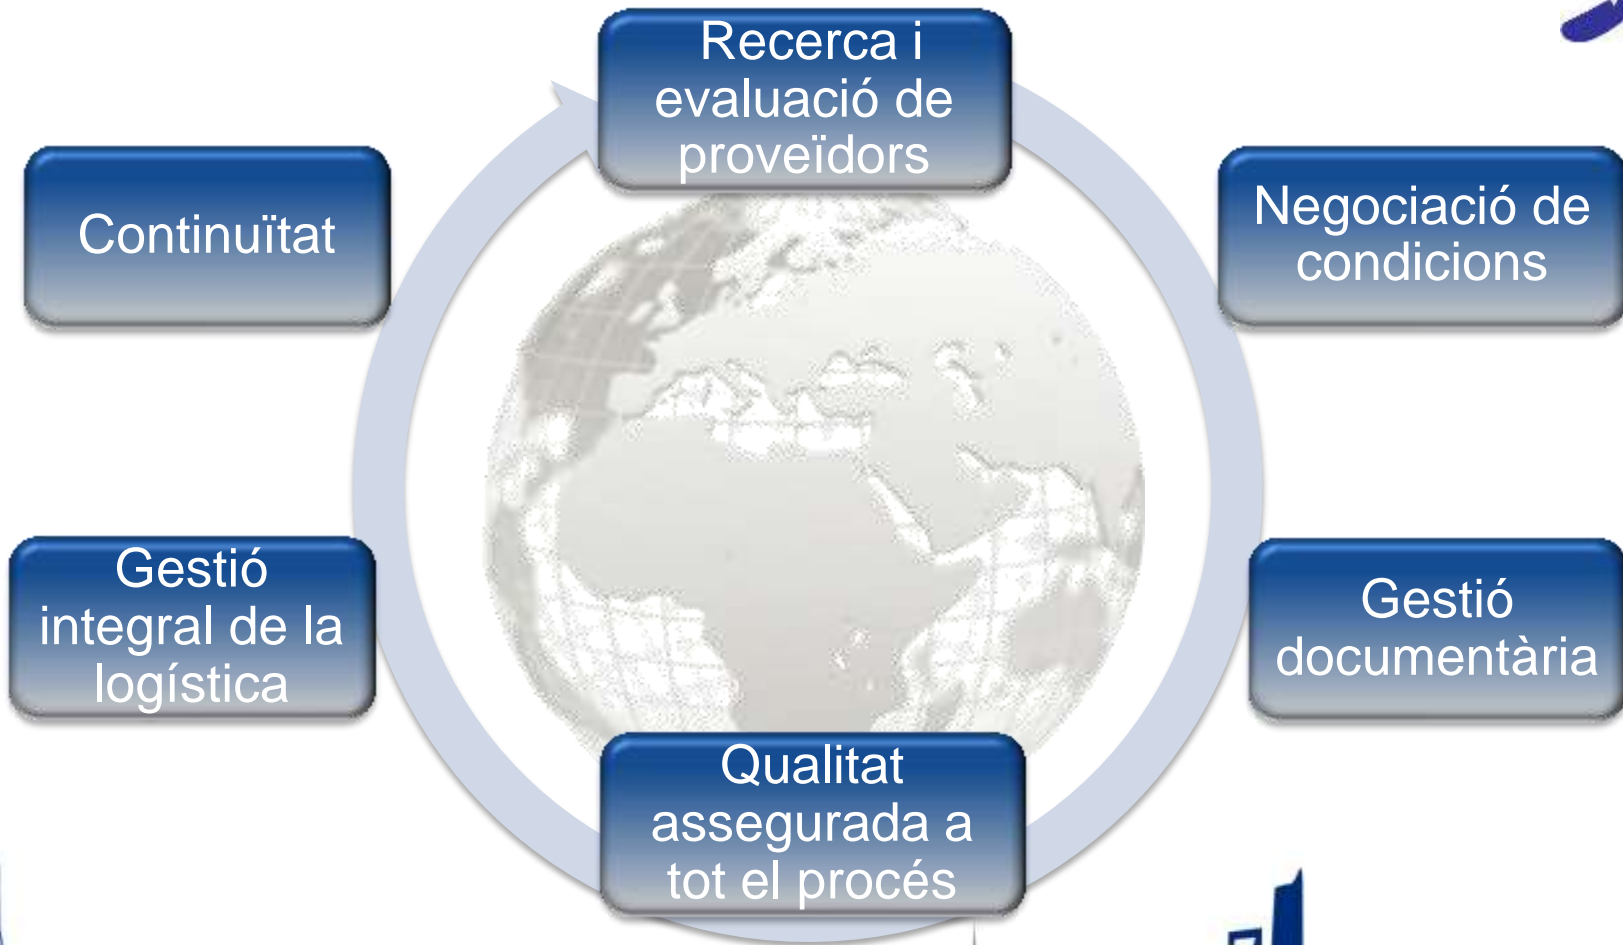 Recerca i
evaluació de
proveïdors
Negociació de
condicions
Gestió
documentària
Qualitat
assegurada a
tot el procés
Gestió
integral de la
logística
Continuïtat